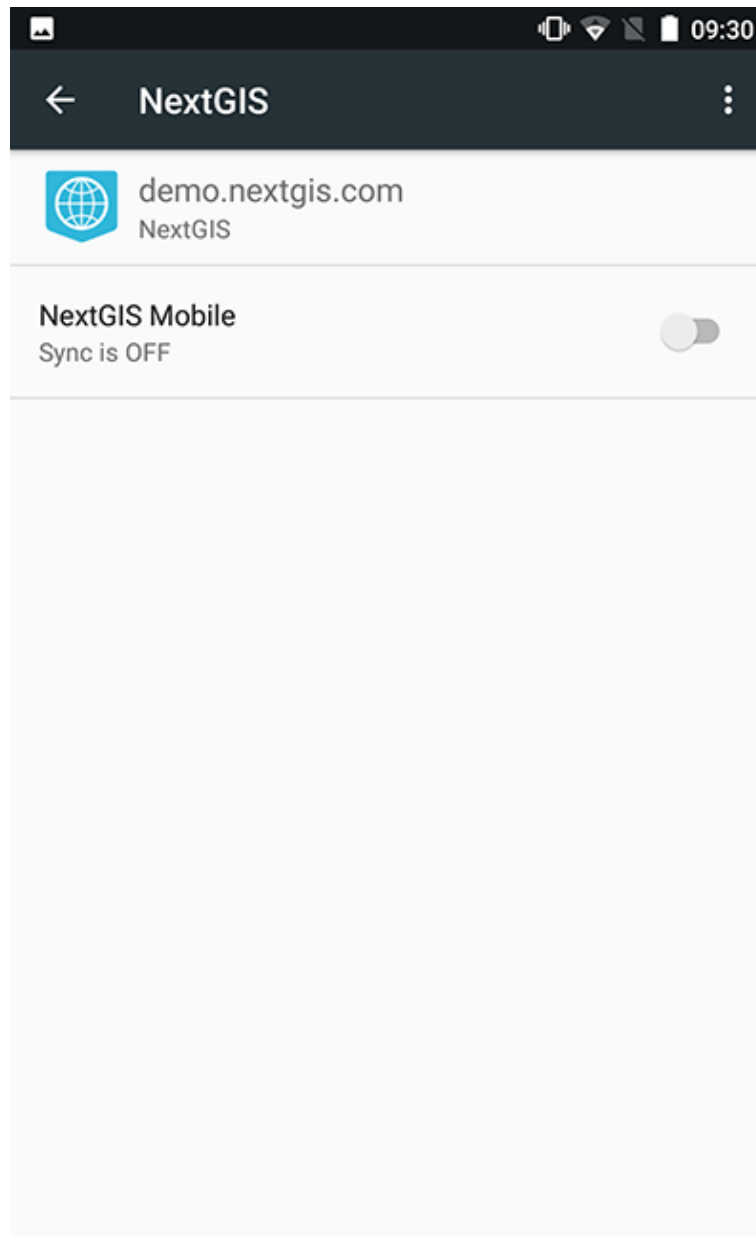 09:30
NextGIS
demo.nextgis.com
NextGIS
NextGIS Mobile
Sync is OFF